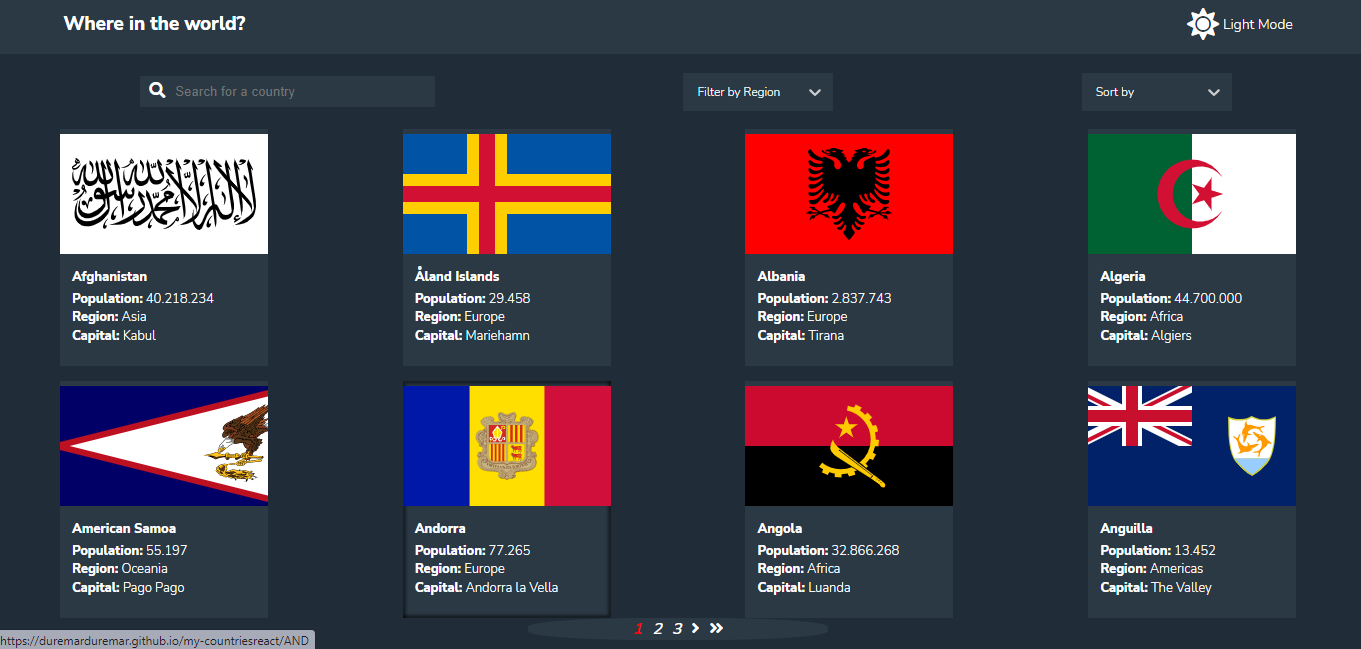 Where in the world?
Light Mode
Search for a country
Filter by Region
Sort by
Afghanistan
Population: 40.218.234
Region: Asia
Capital: Kabul
Åland Islands
Population: 29.458
Region: Europe
Capital: Mariehamn
Albania
Population: 2.837.743
Region: Europe
Capital: Tirana
Algeria
Population: 44.700.000
Region: Africa
Capital: Algiers
American Samoa
Population: 55.197
Region: Oceania
Capital: Pago Pago
Andorra
Population: 77.265
Region: Europe
Capital: Andorra la Vella
Angola
Population: 32.866.268
Region: Africa
Capital: Luanda
Anguilla
Population: 13.452
Region: Americas
Capital: The Valley
1 2 3
https://duremarduremar.github.io/my-countriesreact/AND